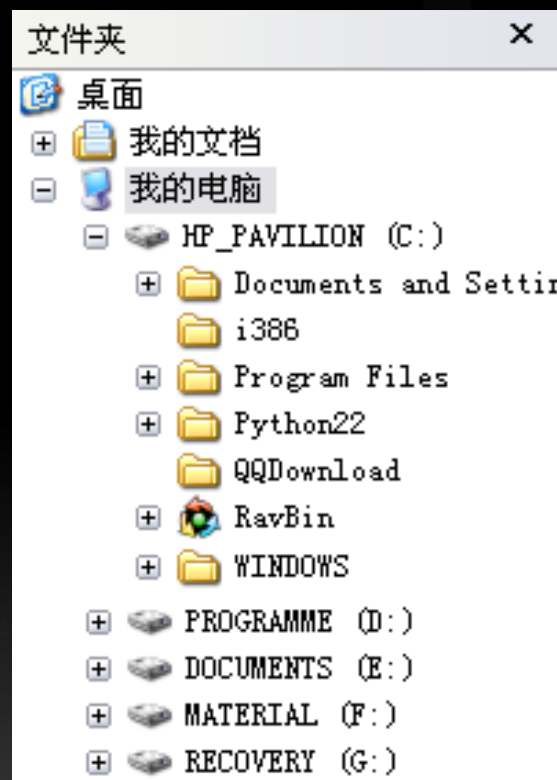 文件夹
桌面
我的文档
我的电脑
HP_PAVILION (C:)
Documents and Settin
i386
Program Files
Python22
QQDownload
RavBin
WINDOWS
PROGRAMME (D:)
DOCUMENTS (E:)
MATERIAL (F:)
RECOVERY (G:)